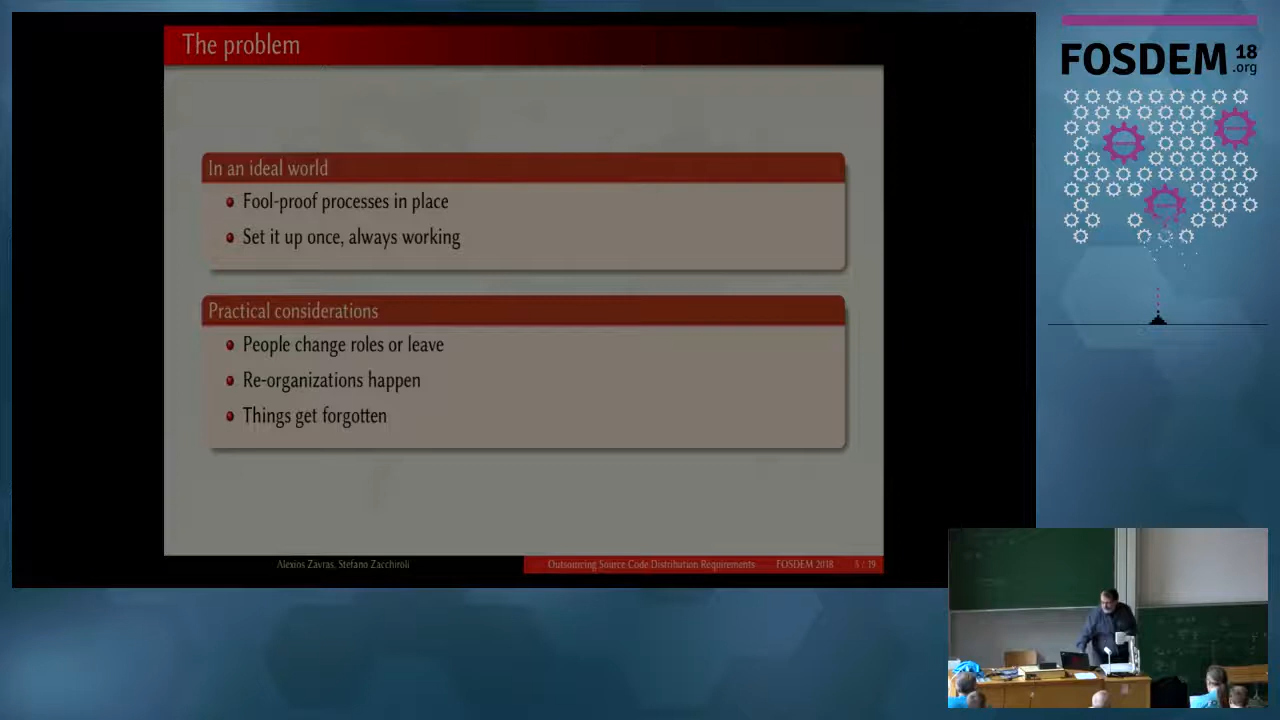 The problem
In an ideal world
Fool-proof processes in place
Set it up once, always working
Practical considerations
People change roles or leave
Re-organizations happen
Things get forgotten
Alexios Zavras, Stefano Zacchiroli
Outsourcing Source Code Distribution Requirements FOSDEM 2018 5 / 19
FOSDEM 18
.org